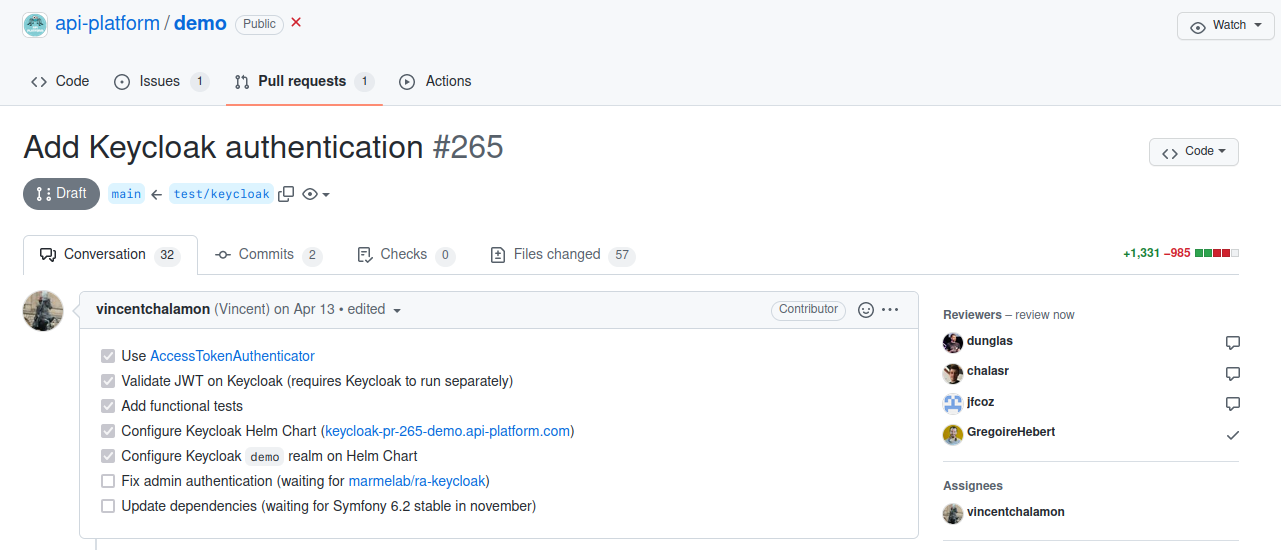 api-platform / demo Public
Watch
Code Issues 1 Pull requests 1 Actions
Add Keycloak authentication #265
Code
Draft main ← test/keycloak
Conversation 32 Commits 2 Checks 0 Files changed 57
+1,331 −985
vincentchalamon (Vincent) on Apr 13 • edited
Contributor
Use AccessTokenAuthenticator
Validate JWT on Keycloak (requires Keycloak to run separately)
Add functional tests
Configure Keycloak Helm Chart (keycloak-pr-265-demo.api-platform.com)
Configure Keycloak demo realm on Helm Chart
Fix admin authentication (waiting for marmelab/ra-keycloak)
Update dependencies (waiting for Symfony 6.2 stable in november)
Reviewers – review now
dunglas
chalasr
jfcoz
GregoireHebert
Assignees
vincentchalamon